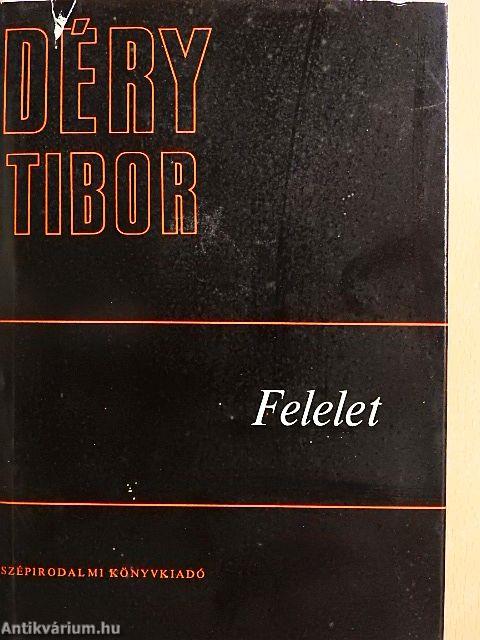 DÉRY
TIBOR
Felelet
SZÉPIRODALMI KÖNYVKIADÓ
Antikvárium.hu